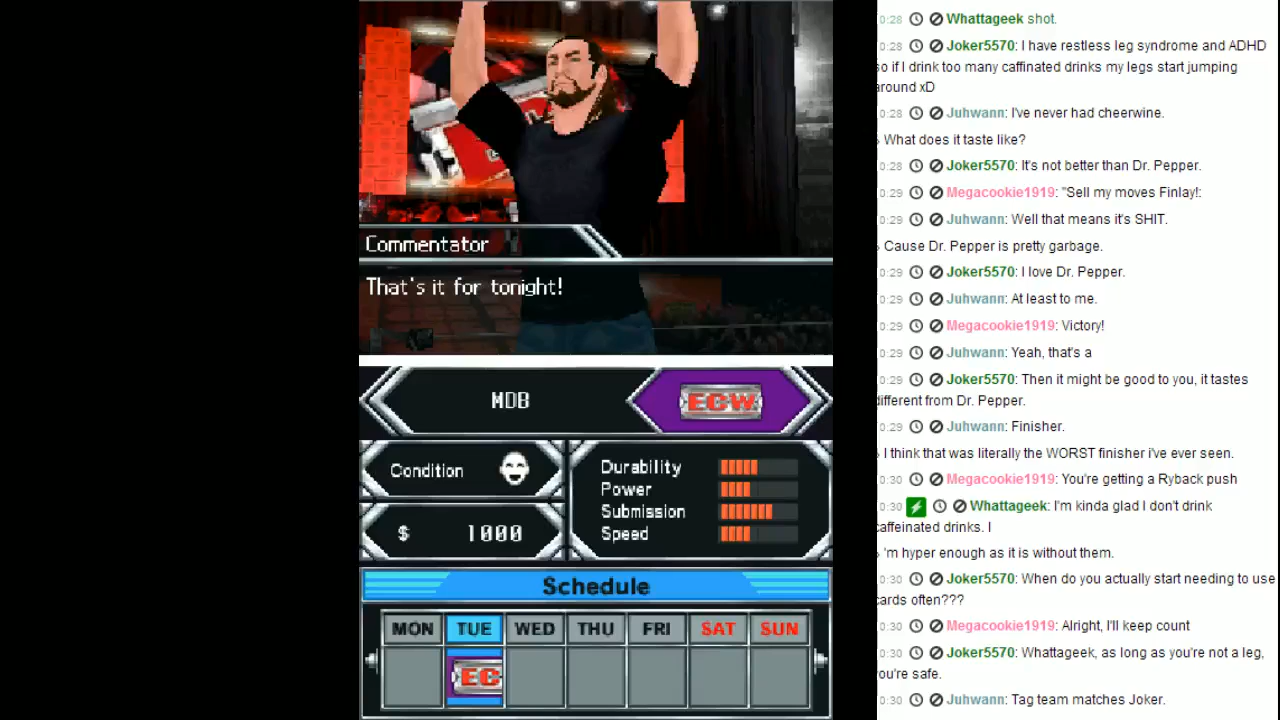 Commentator
That's it for tonight!
MDB
ECW
Condition
$ 1000
Durability
Power
Submission
Speed
Schedule
MON TUE WED THU FRI SAT SUN
EC
0:28 Whattageek shot.
0:28 Joker5570: I have restless leg syndrome and ADHD
so if I drink too many caffinated drinks my legs start jumping
around xD
0:28 Juhwann: I've never had cheerwine.
What does it taste like?
0:28 Joker5570: It's not better than Dr. Pepper.
0:29 Megacookie1919: "Sell my moves Finlay!:
0:29 Juhwann: Well that means it's SHIT.
Cause Dr. Pepper is pretty garbage.
0:29 Joker5570: I love Dr. Pepper.
0:29 Juhwann: At least to me.
0:29 Megacookie1919: Victory!
0:29 Juhwann: Yeah, that's a
0:29 Joker5570: Then it might be good to you, it tastes
different from Dr. Pepper.
0:29 Juhwann: Finisher.
I think that was literally the WORST finisher i've ever seen.
0:30 Megacookie1919: You're getting a Ryback push
0:30 Whattageek: I'm kinda glad I don't drink
caffeinated drinks. I
'm hyper enough as it is without them.
0:30 Joker5570: When do you actually start needing to use
cards often???
0:30 Megacookie1919: Alright, I'll keep count
0:30 Joker5570: Whattageek, as long as you're not a leg,
you're safe.
0:30 Juhwann: Tag team matches Joker.